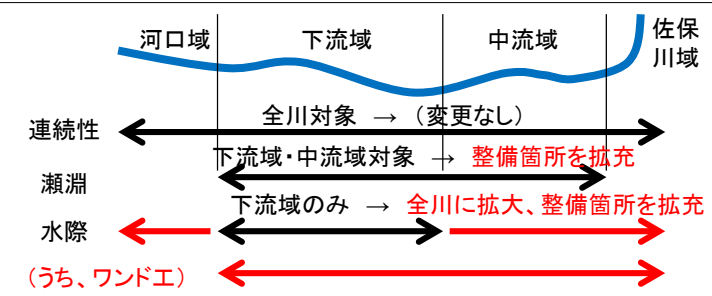 河口域 下流域 中流域 佐保
川域
連続性 全川対象 → (変更なし)
下流域・中流域対象 → 整備箇所を拡充
瀬淵
下流域のみ → 全川に拡大、整備箇所を拡充
水際
(うち、ワンド工)